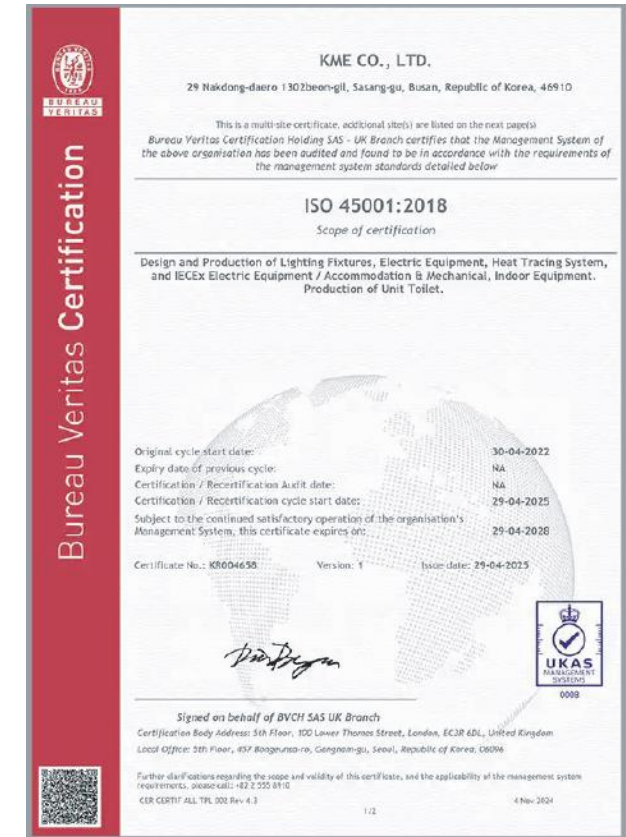 KME CO., LTD.
29 Nakdong-daero 1302beon-gil, Sasang-gu, Busan, Republic of Korea, 46910
This is a multi-site certificate, additional site(s) are listed on the next page(s)
Bureau Veritas Certification Holding SAS - UK Branch certifies that the Management System of
the above organisation has been audited and found to be in accordance with the requirements of
the management system standards detailed below
ISO 45001:2018
Scope of certification
Design and Production of Lighting Fixtures, Electric Equipment, Heat Tracing System,
and IECEx Electric Equipment / Accommodation & Mechanical, Indoor Equipment.
Production of Unit Toilet.
Original cycle start date: 30-04-2022
Expiry date of previous cycle: NA
Certification / Recertification Audit date: NA
Certification / Recertification cycle start date: 29-04-2025
Subject to the continued satisfactory operation of the organisation's
Management System, this certificate expires on: 29-04-2028
Certificate No.: KR004658 Version: 1 Issue date: 29-04-2025
Signed on behalf of BVCH SAS UK Branch
Certification Body Address: 5th Floor, 100 Lower Thames Street, London, EC3R 6DL, United Kingdom
Local Office: 5th Floor, 457 Bongeunsa-ro, Gangnam-gu, Seoul, Republic of Korea, 06096
Further clarifications regarding the scope and validity of this certificate, and the applicability of the management system
requirements, please call: +82 2 555 8910
CER CERTIF ALL TPL 002 Rev 4.3 4 Nov 2024
1/2
BUREAU
VERITAS
Bureau Veritas Certification
UKAS
MANAGEMENT
SYSTEMS
0008